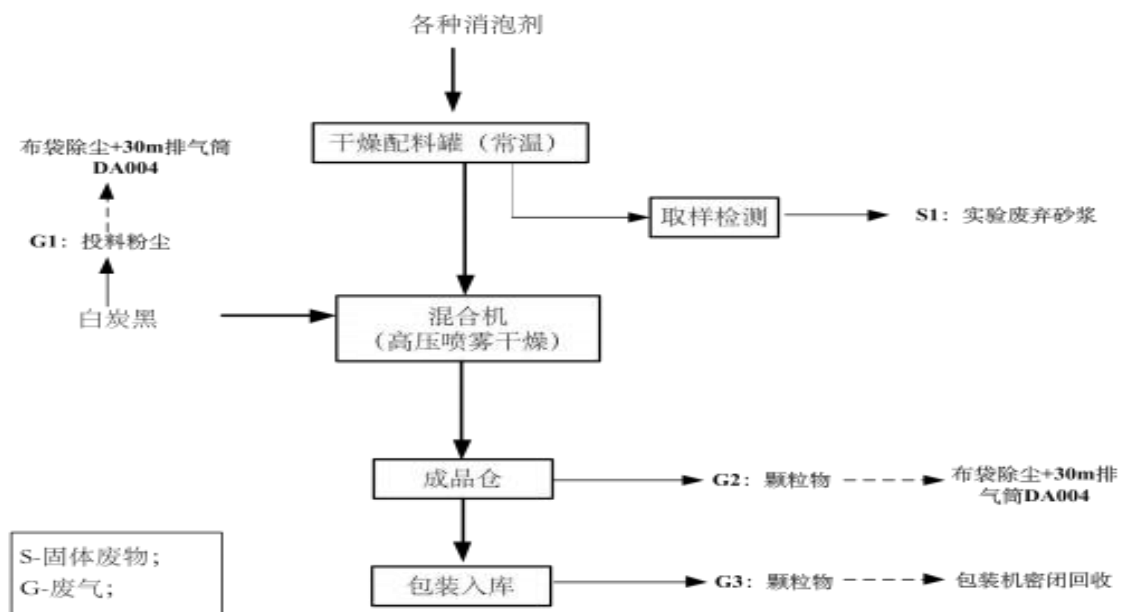 各种消泡剂
干燥配料罐（常温）
布袋除尘+30m排气筒
DA004
取样检测
S1：实验废弃砂浆
G1：投料粉尘
白炭黑
混合机
（高压喷雾干燥）
成品仓
G2：颗粒物
布袋除尘+30m排
气筒DA004
S-固体废物；
G-废气；
包装入库
G3：颗粒物
包装机密闭回收